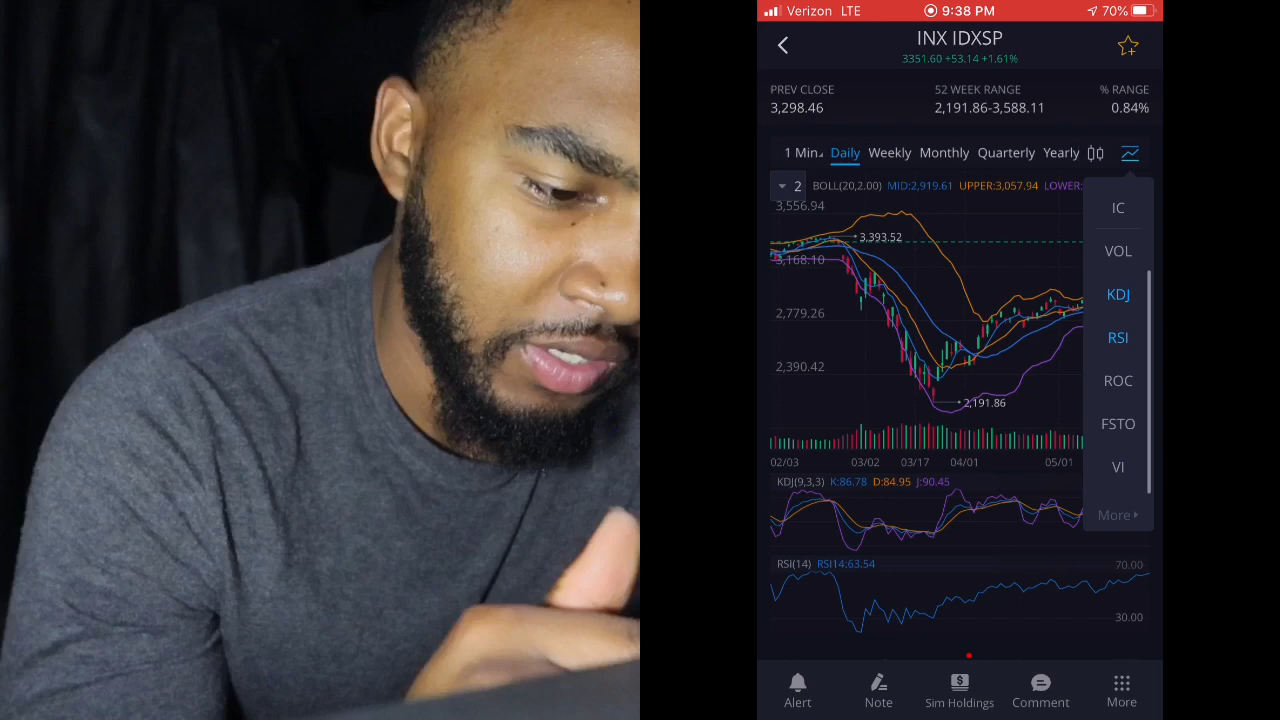 Verizon LTE 9:38 PM 70%
INX IDXSP
3351.60 +53.14 +1.61%
PREV CLOSE 52 WEEK RANGE % RANGE
3,298.46 2,191.86-3,588.11 0.84%
1 Min. Daily Weekly Monthly Quarterly Yearly
2 BOLL(20,2.00) MID:2,919.61 UPPER:3,057.94 LOWER:
3,556.94
3,393.52
3,168.10
2,779.26
2,390.42
2,191.86
02/03 03/02 03/17 04/01 05/01
IC
VOL
KDJ
RSI
ROC
FSTO
VI
More
KDJ(9,3,3) K:86.78 D:84.95 J:90.45
RSI(14) RSI14:63.54 70.00
30.00
Alert Note Sim Holdings Comment More